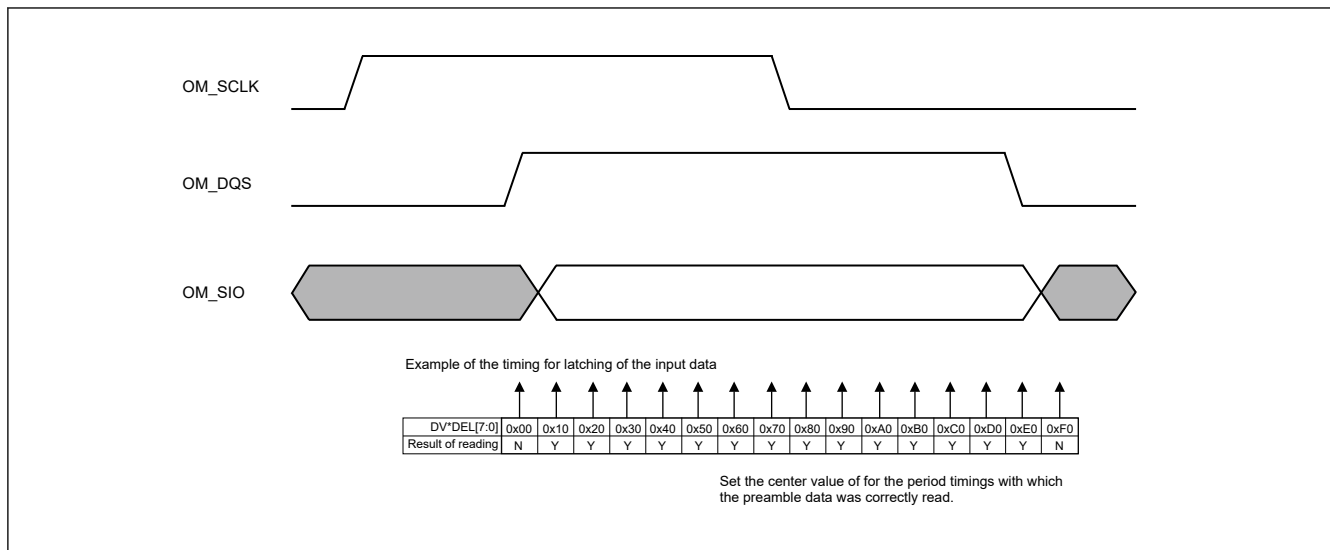 OM_SCLK
OM_DQS
OM_SIO
Example of the timing for latching of the input data
DV*DEL[7:0] 0x00 0x10 0x20 0x30 0x40 0x50 0x60 0x70 0x80 0x90 0xA0 0xB0 0xC0 0xD0 0xE0 0xF0
Result of reading N Y Y Y Y Y Y Y Y Y Y Y Y Y Y N
Set the center value of for the period timings with which
the preamble data was correctly read.